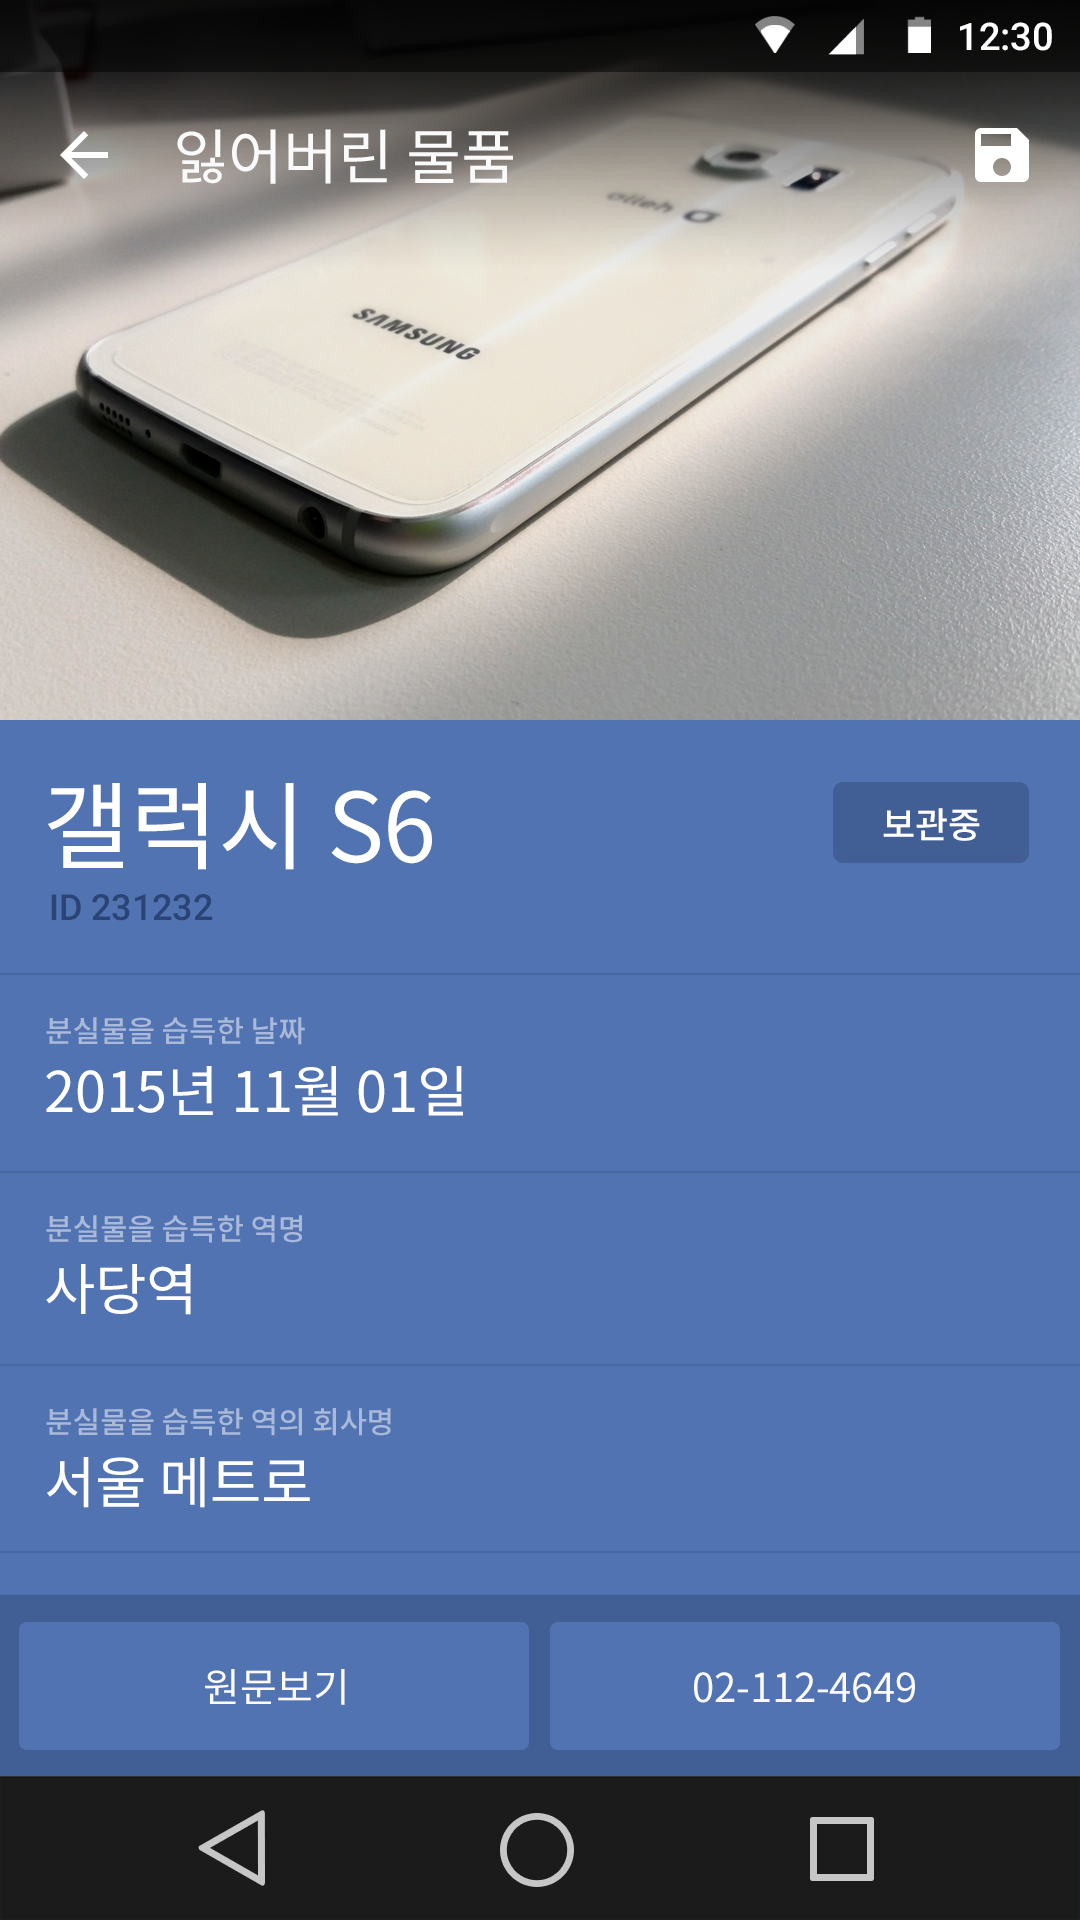 12:30
잃어버린 물품
olleh
SAMSUNG
갤럭시 S6
보관중
ID 231232
분실물을 습득한 날짜
2015년 11월 01일
분실물을 습득한 역명
사당역
분실물을 습득한 역의 회사명
서울 메트로
원문보기
02-112-4649